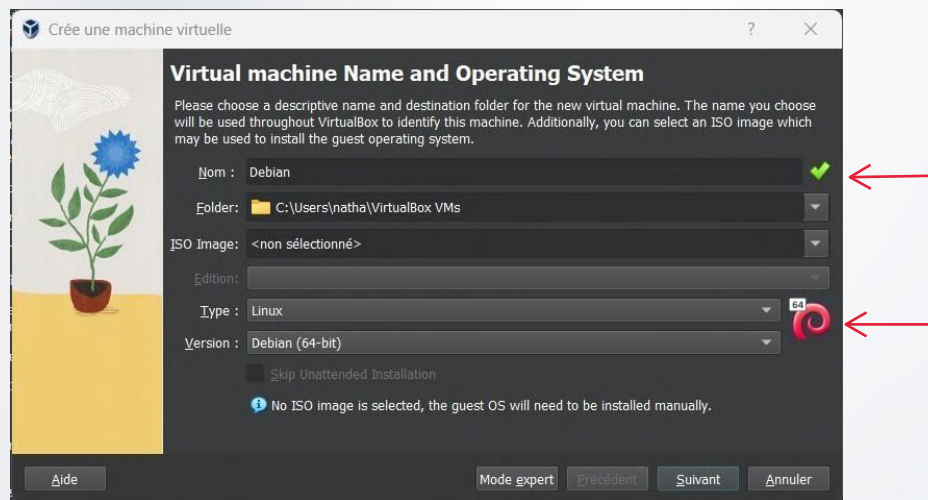 Crée une machine virtuelle ? ×
Virtual machine Name and Operating System
Please choose a descriptive name and destination folder for the new virtual machine. The name you choose
will be used throughout VirtualBox to identify this machine. Additionally, you can select an ISO image which
may be used to install the guest operating system.
Nom : Debian
Folder: C:\Users\natha\VirtualBox VMs
ISO Image: <non sélectionné>
Edition:
Type : Linux
64
Version : Debian (64-bit)
Skip Unattended Installation
No ISO image is selected, the guest OS will need to be installed manually.
Aide Mode expert Précédent Suivant Annuler